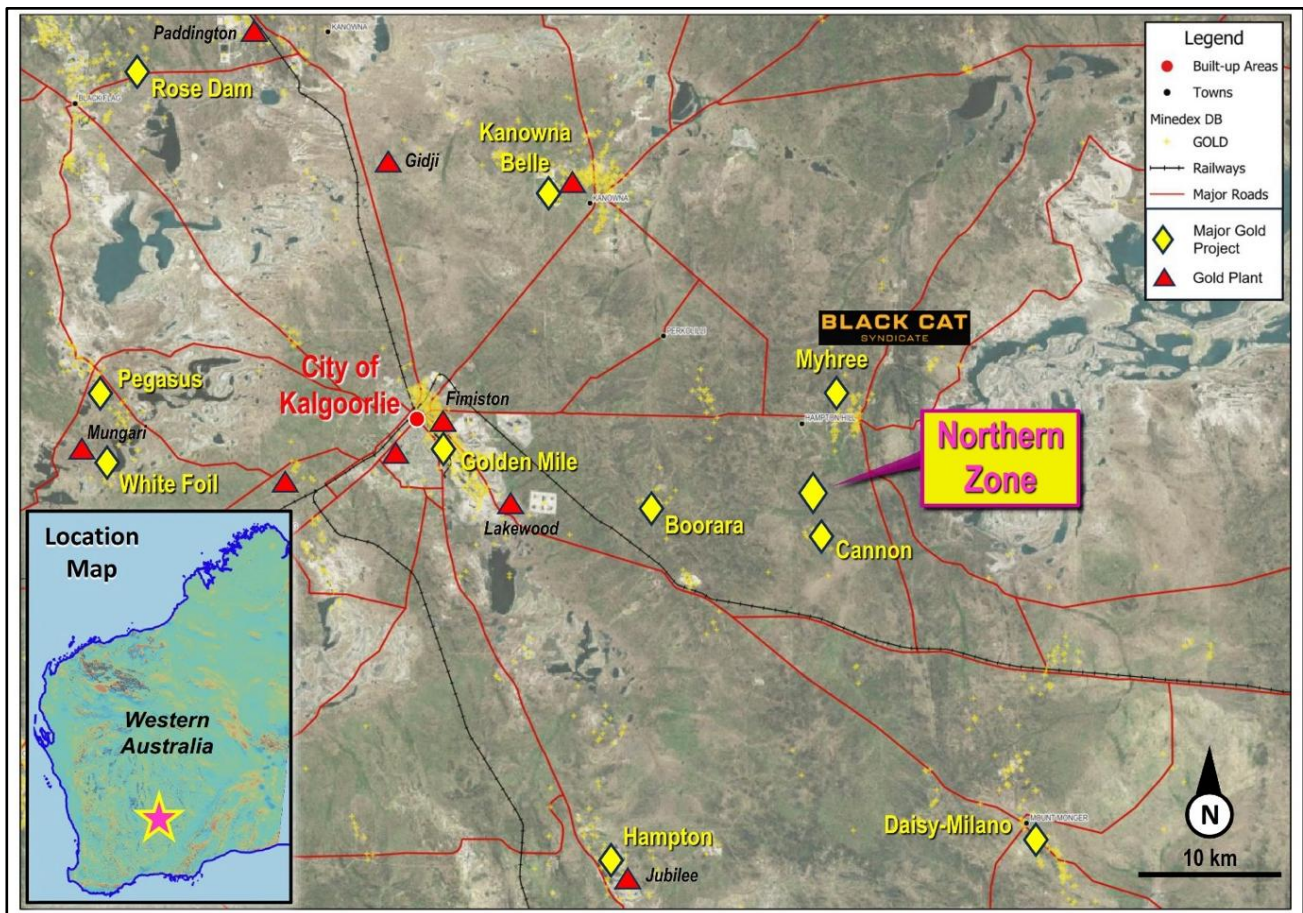 Paddington
KANOWNA
Rose Dam
BLACK FLAG
Gidji
Kanowna
Belle
KANOWNA
Legend
Built-up Areas
Towns
Minedex DB
GOLD
Railways
Major Roads
Major Gold
Project
Gold Plant
PERKOLILLI
BLACK CAT
SYNDICATE
Myhree
HAMPTON HILL
Pegasus
Mungari
White Foil
City of
Kalgoorlie
Fimiston
Golden Mile
Lakewood
Boorara
Northern
Zone
Cannon
Location
Map
Western
Australia
Hampton
Jubilee
Daisy-Milano
MOUNT MONGER
N
10 km